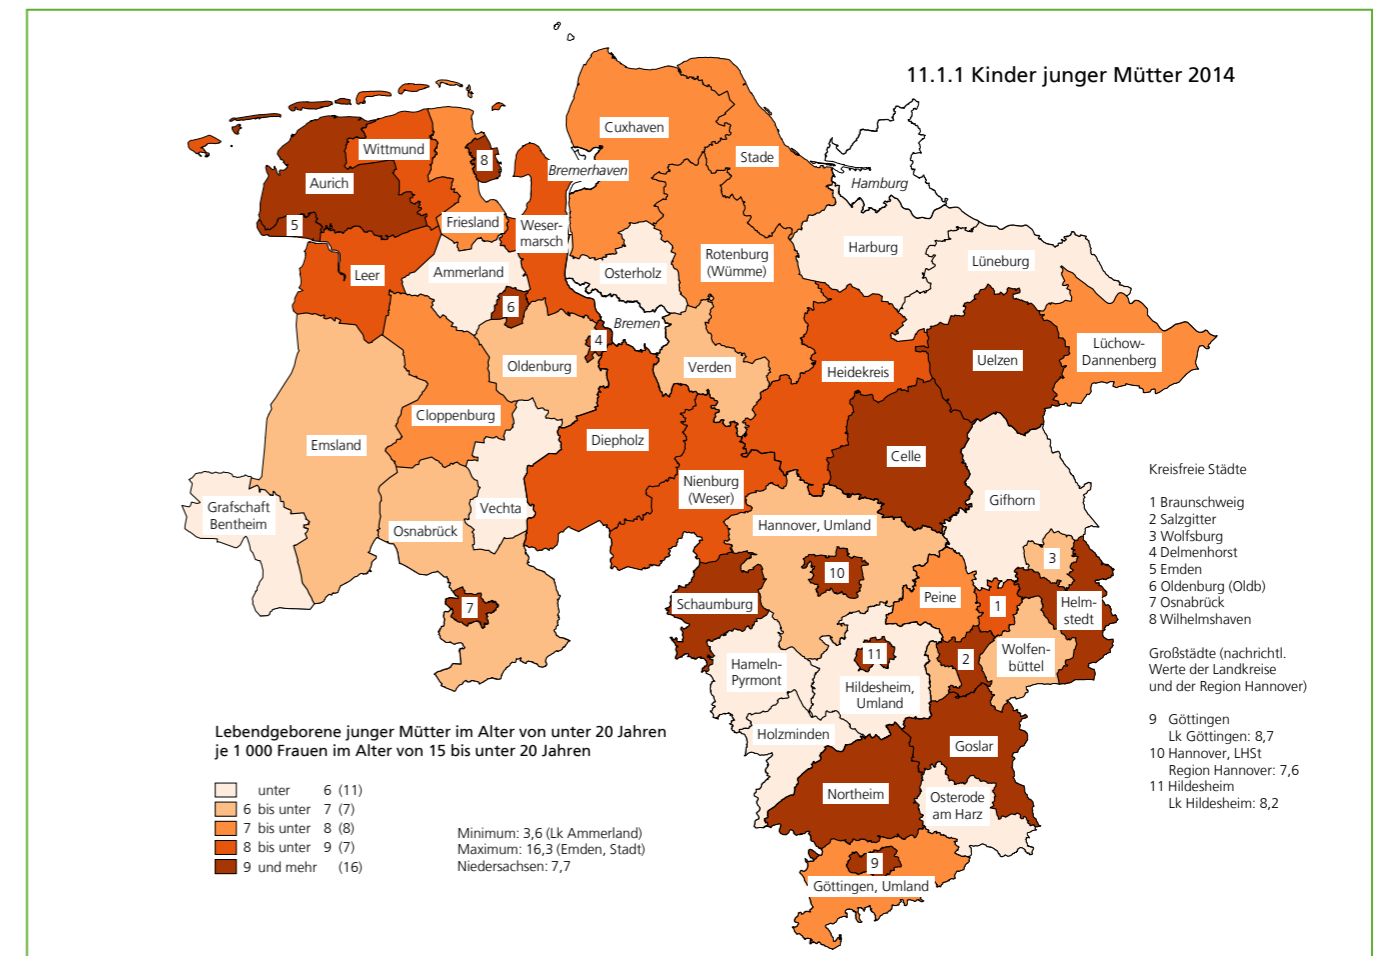 11.1.1 Kinder junger Mütter 2014
Cuxhaven
Wittmund
8
Stade
Bremerhaven
Aurich
Hamburg
5
Friesland
Weser-
marsch
Harburg
Rotenburg
(Wümme)
Lüneburg
Leer
Ammerland
Osterholz
6
Bremen
4
Lüchow-
Dannenberg
Oldenburg
Verden
Heidekreis
Uelzen
Cloppenburg
Emsland
Diepholz
Celle
Nienburg
(Weser)
Gifhorn
Grafschaft
Bentheim
Vechta
Osnabrück
Hannover, Umland
3
10
Peine
7
Schaumburg
1
Helm-
stedt
11
2
Wolfen-
büttel
Hameln-
Pyrmont
Hildesheim,
Umland
Holzminden
Goslar
Northeim
Osterode
am Harz
9
Göttingen, Umland
Kreisfreie Städte
1 Braunschweig
2 Salzgitter
3 Wolfsburg
4 Delmenhorst
5 Emden
6 Oldenburg (Oldb)
7 Osnabrück
8 Wilhelmshaven
Großstädte (nachrichtl.
Werte der Landkreise
und der Region Hannover)
9 Göttingen
Lk Göttingen: 8,7
10 Hannover, LHSt
Region Hannover: 7,6
11 Hildesheim
Lk Hildesheim: 8,2
Lebendgeborene junger Mütter im Alter von unter 20 Jahren
je 1 000 Frauen im Alter von 15 bis unter 20 Jahren
unter 6 (11)
6 bis unter 7 (7)
7 bis unter 8 (8)
8 bis unter 9 (7)
9 und mehr (16)
Minimum: 3,6 (Lk Ammerland)
Maximum: 16,3 (Emden, Stadt)
Niedersachsen: 7,7